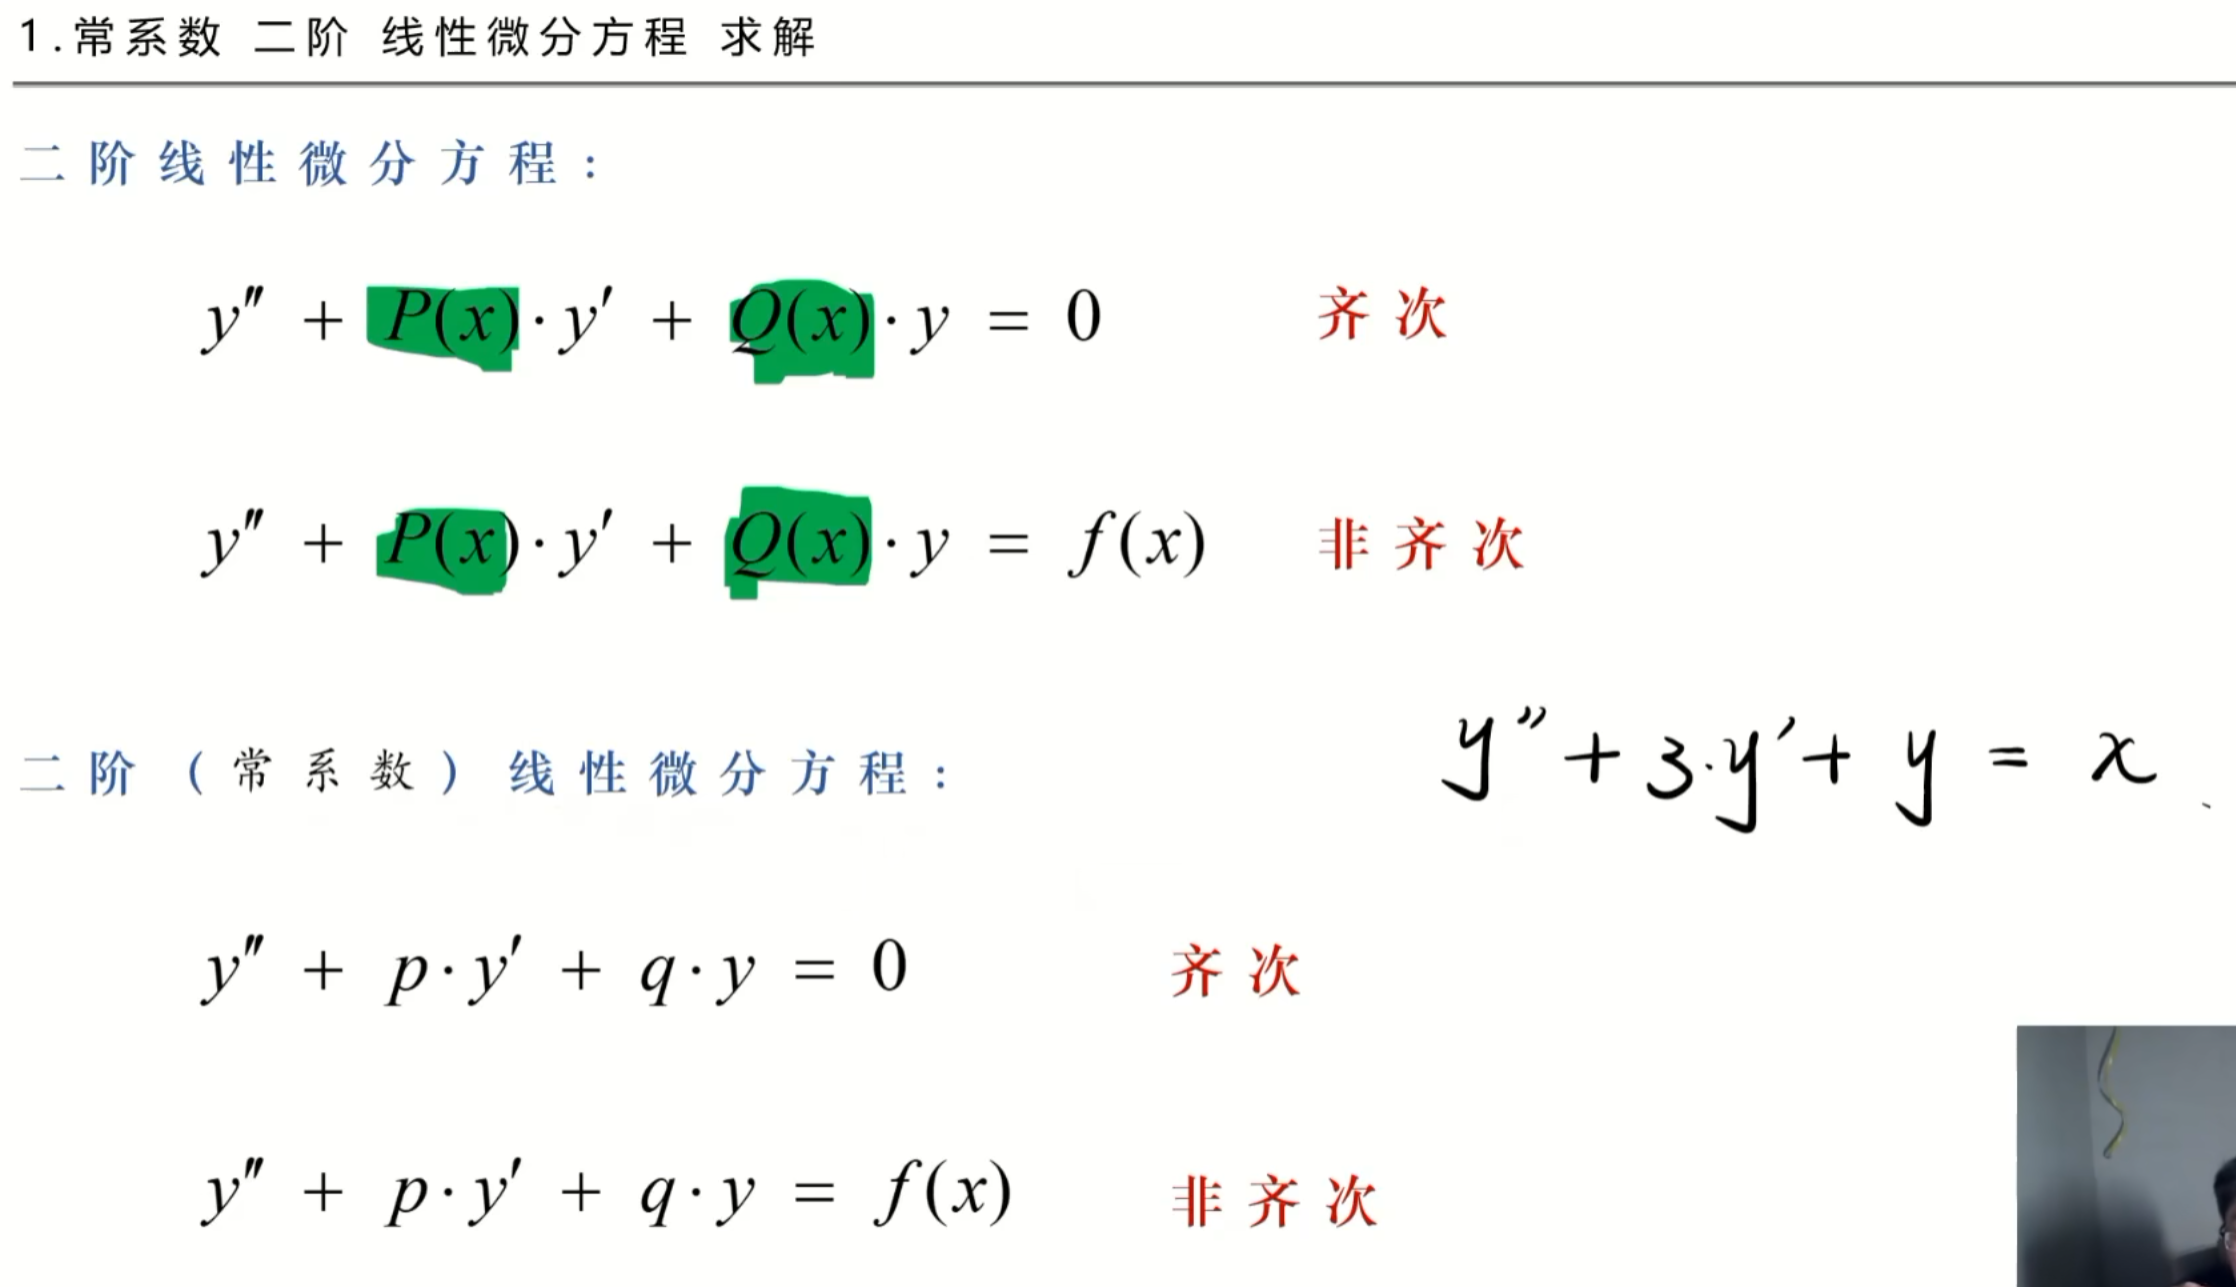 1.常系数 二阶 线性微分方程 求解
二阶线性微分方程：
y″ + P(x)·y′ + Q(x)·y = 0 齐次
y″ + P(x)·y′ + Q(x)·y = f(x) 非齐次
y″ + 3·y′ + y = x
二阶（常系数）线性微分方程：
y″ + p·y′ + q·y = 0 齐次
y″ + p·y′ + q·y = f(x) 非齐次